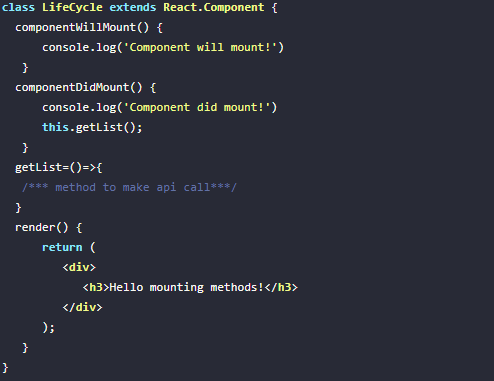 class LifeCycle extends React.Component {
  componentWillMount() {
      console.log('Component will mount!')
   }
  componentDidMount() {
      console.log('Component did mount!')
      this.getList();
   }
  getList=()=>{
   /*** method to make api call***/
  }
  render() {
      return (
         <div>
            <h3>Hello mounting methods!</h3>
         </div>
      );
   }
}